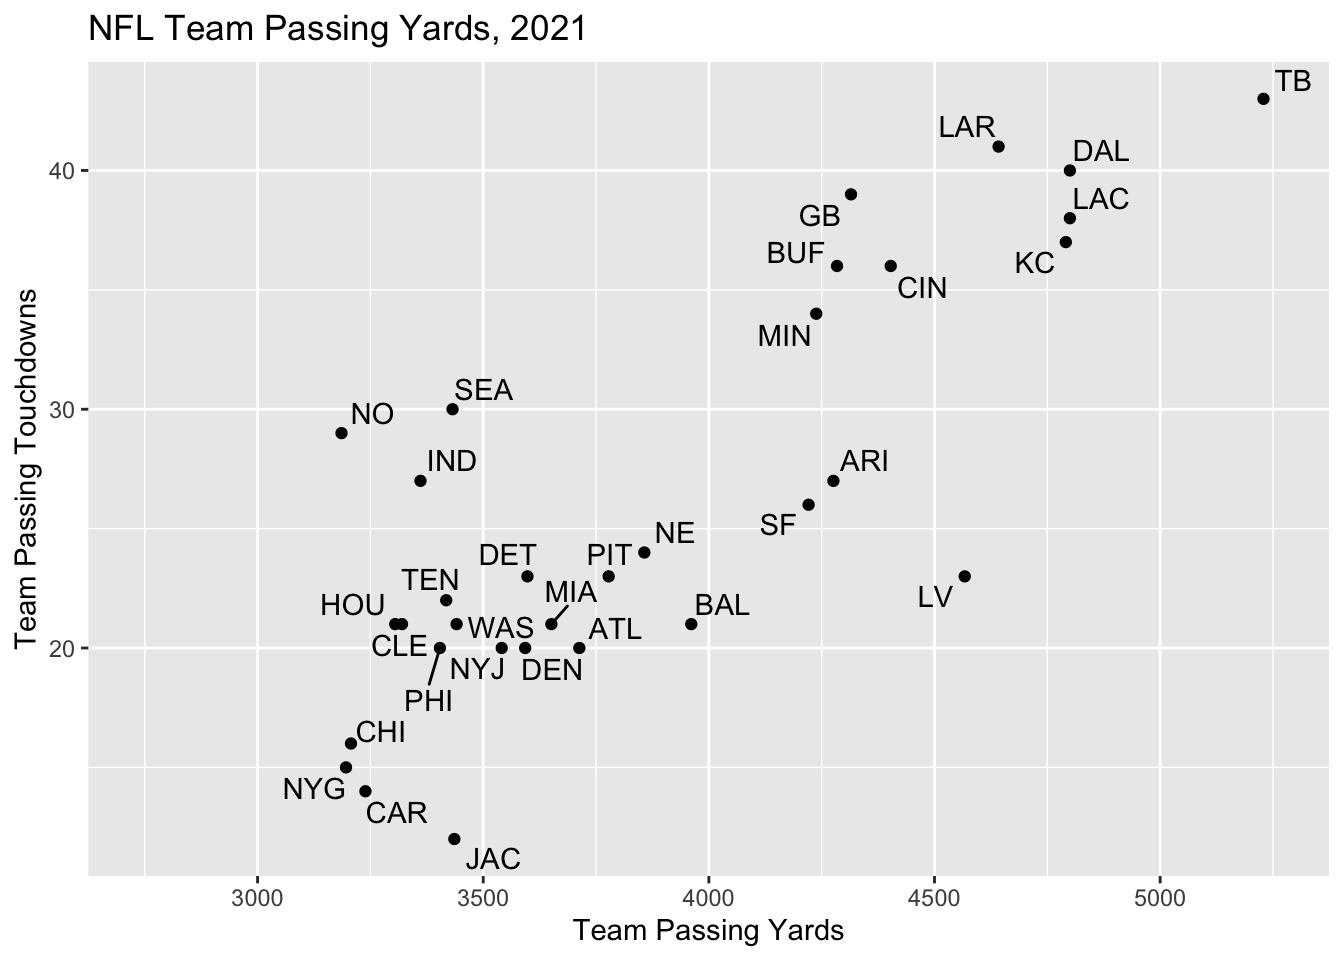 NFL Team Passing Yards, 2021
TB
LAR
DAL
40
LAC
GB
BUF
KC
CIN
MIN
SEA
30
NO
IND
ARI
SF
NE
DET
PIT
TEN
MIA
LV
HOU
BAL
WAS
ATL
20
CLE
NYJ
DEN
PHI
CHI
NYG
CAR
JAC
Team Passing Touchdowns
3000 3500 4000 4500 5000
Team Passing Yards